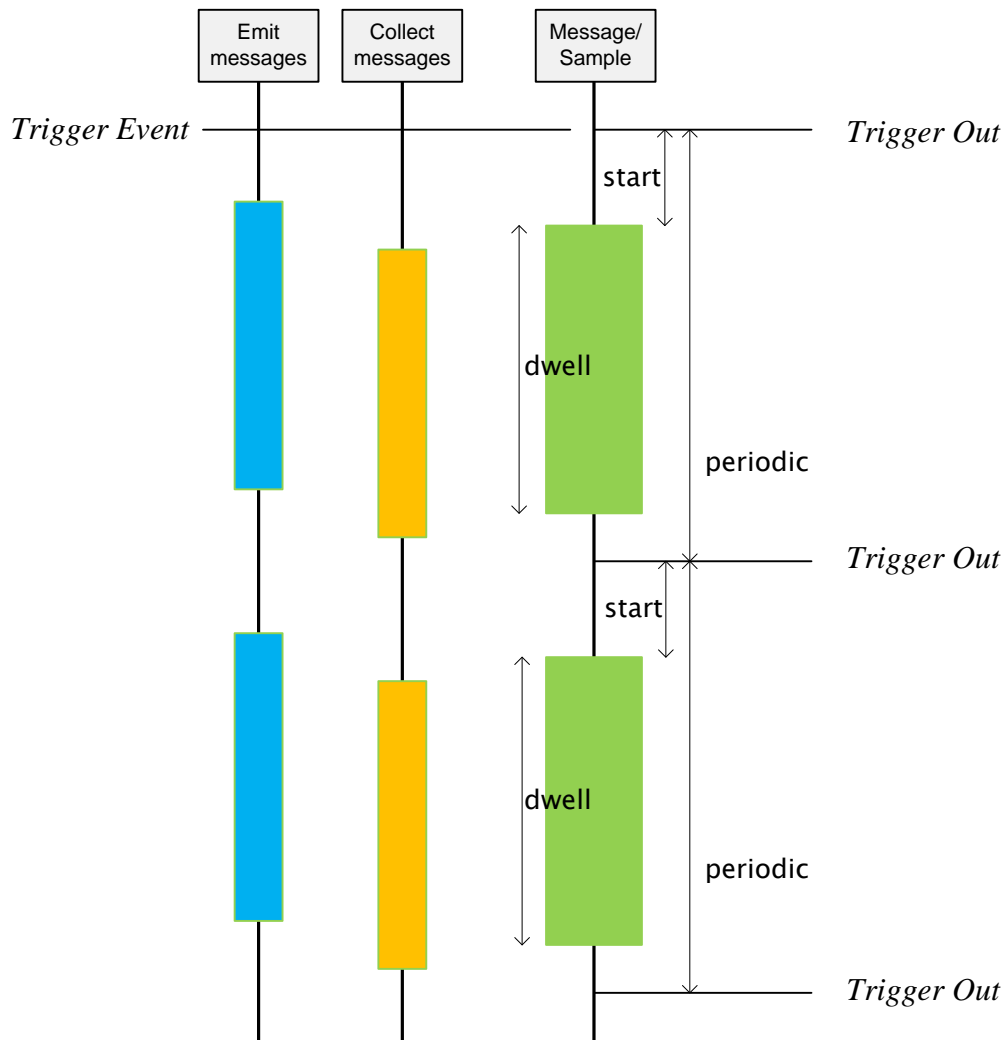 Emit
messages
Collect
messages
Message/
Sample
Trigger Event
Trigger Out
start
dwell
periodic
Trigger Out
start
dwell
periodic
Trigger Out